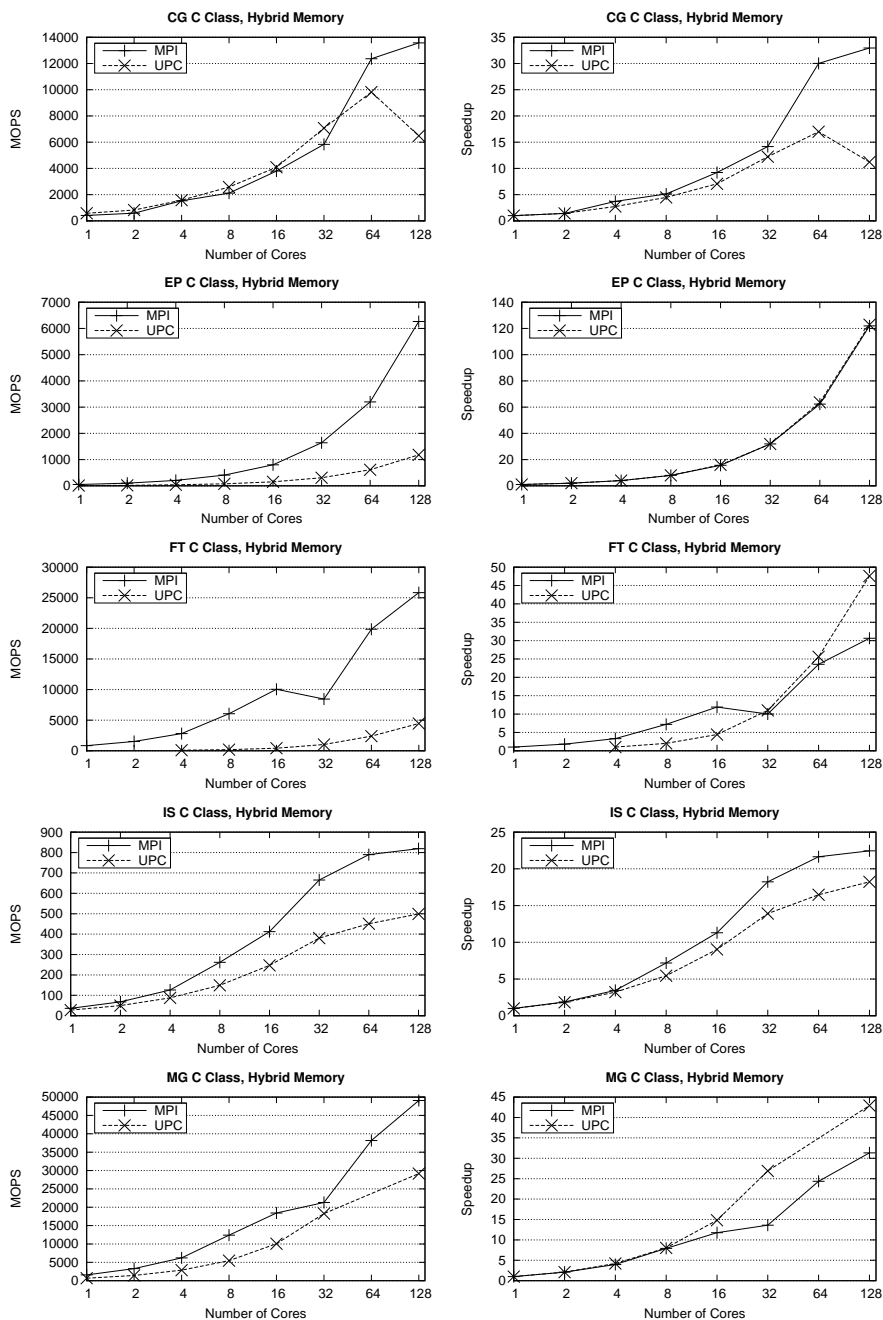 CG C Class, Hybrid Memory
14000
12000
10000
8000
6000
4000
2000
0
MOPS
MPI
UPC
1 2 4 8 16 32 64 128
Number of Cores
CG C Class, Hybrid Memory
35
30
25
20
15
10
5
0
Speedup
MPI
UPC
1 2 4 8 16 32 64 128
Number of Cores
EP C Class, Hybrid Memory
7000
6000
5000
4000
3000
2000
1000
0
MOPS
MPI
UPC
1 2 4 8 16 32 64 128
Number of Cores
EP C Class, Hybrid Memory
140
120
100
80
60
40
20
0
Speedup
MPI
UPC
1 2 4 8 16 32 64 128
Number of Cores
FT C Class, Hybrid Memory
30000
25000
20000
15000
10000
5000
0
MOPS
MPI
UPC
1 2 4 8 16 32 64 128
Number of Cores
FT C Class, Hybrid Memory
50
45
40
35
30
25
20
15
10
5
0
Speedup
MPI
UPC
1 2 4 8 16 32 64 128
Number of Cores
IS C Class, Hybrid Memory
900
800
700
600
500
400
300
200
100
0
MOPS
MPI
UPC
1 2 4 8 16 32 64 128
Number of Cores
IS C Class, Hybrid Memory
25
20
15
10
5
0
Speedup
MPI
UPC
1 2 4 8 16 32 64 128
Number of Cores
MG C Class, Hybrid Memory
50000
45000
40000
35000
30000
25000
20000
15000
10000
5000
0
MOPS
MPI
UPC
1 2 4 8 16 32 64 128
Number of Cores
MG C Class, Hybrid Memory
45
40
35
30
25
20
15
10
5
0
Speedup
MPI
UPC
1 2 4 8 16 32 64 128
Number of Cores